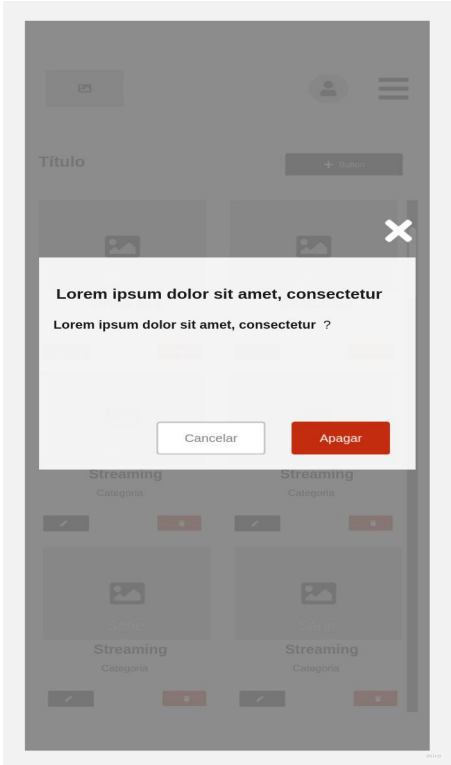 Título
+ Button
Lorem ipsum dolor sit amet, consectetur
Lorem ipsum dolor sit amet, consectetur ?
Cancelar
Apagar
Streaming
Streaming
Categoria
Categoria
Streaming
Streaming
Categoria
Categoria